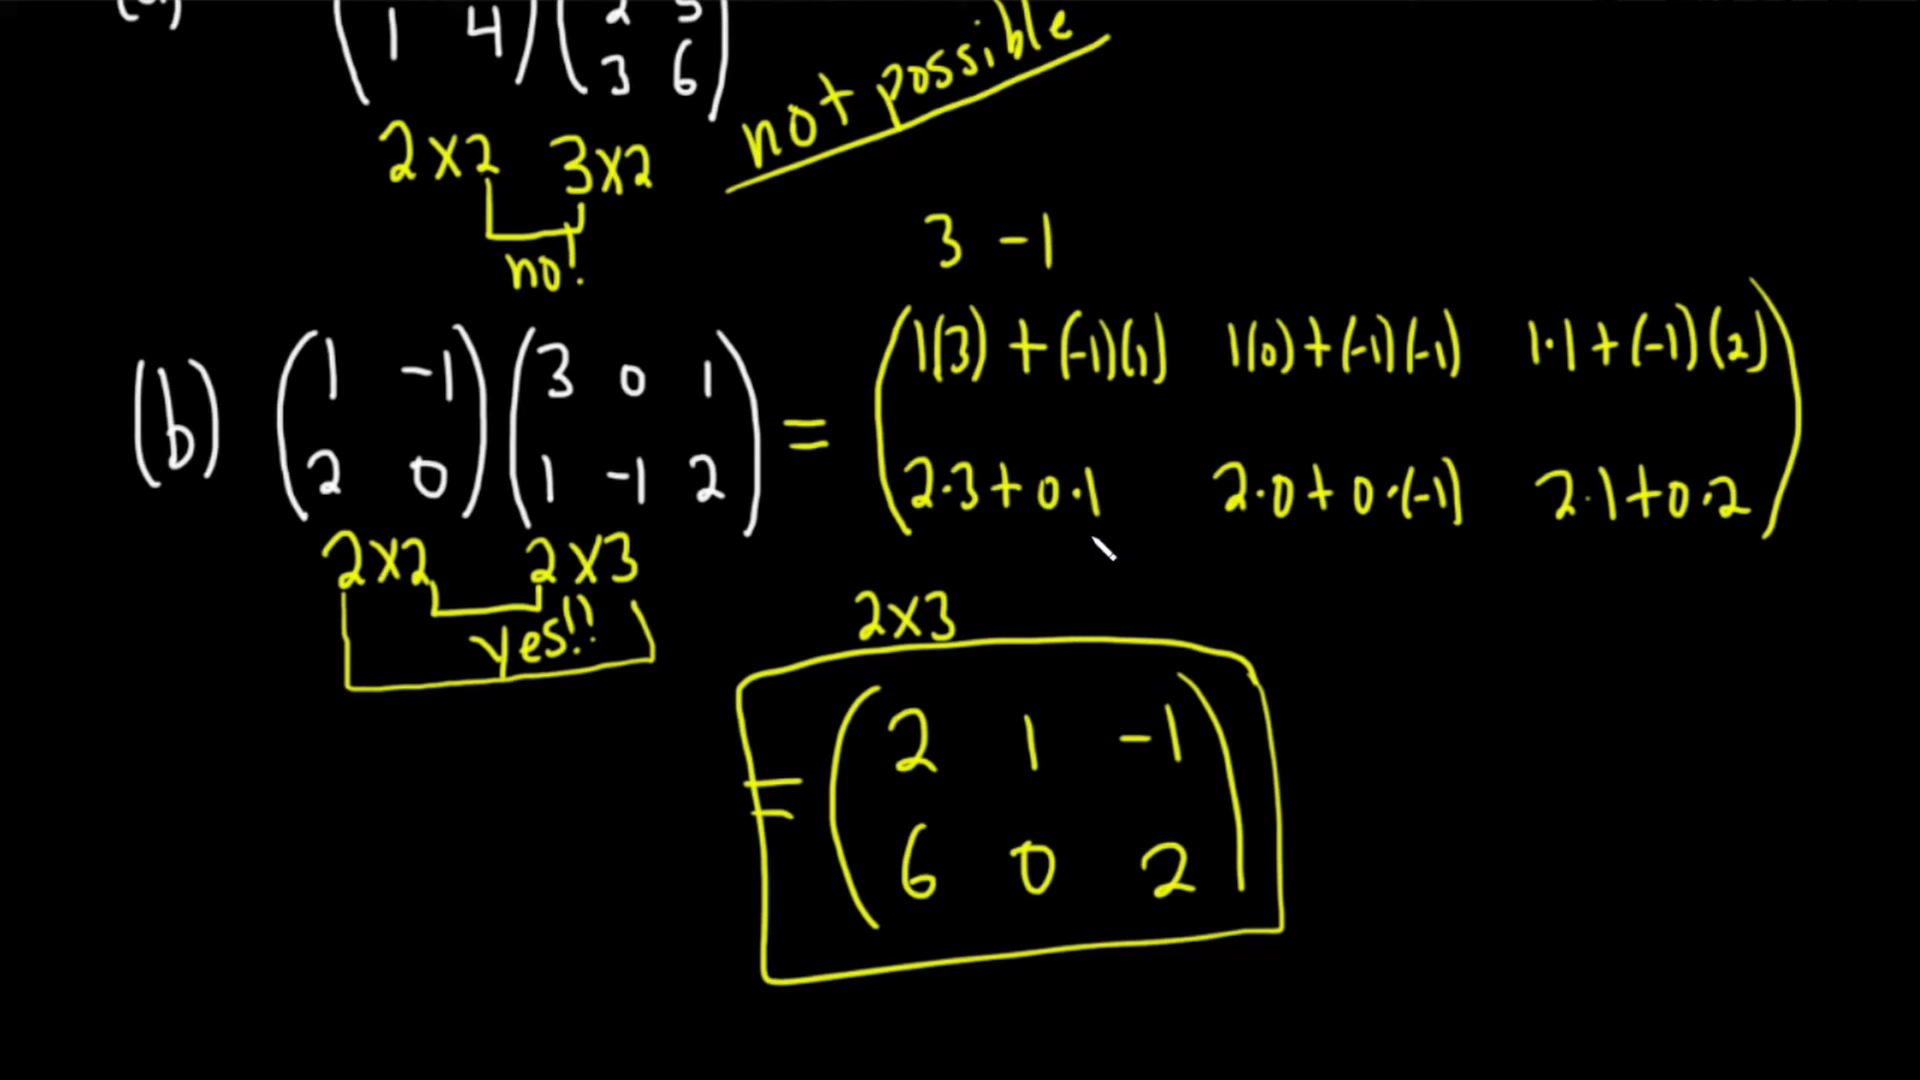 1 4 2 5
3 6
not possible
2x2 3x2
no!
3 -1
(b) (1 -1) (3 0 1) = (1(3) + (-1)(1) 1(0) + (-1)(-1) 1·1 + (-1)(2))
(2 0) (1 -1 2) (2·3 + 0·1 2·0 + 0·(-1) 2·1 + 0·2)
2x2 2x3
yes!!
2x3
= (2 1 -1)
(6 0 2)